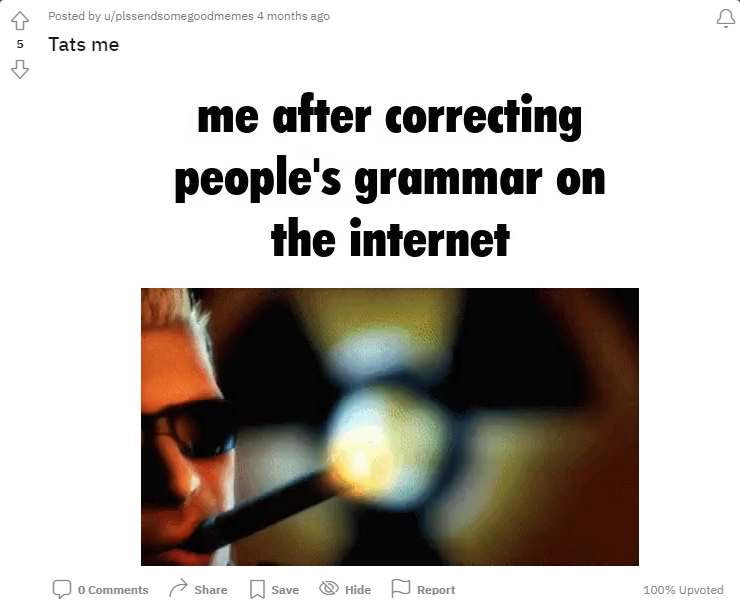 Posted by u/plssendsomegoodmemes 4 months ago
5
Tats me
me after correcting
people's grammar on
the internet
0 Comments Share Save Hide Report 100% Upvoted